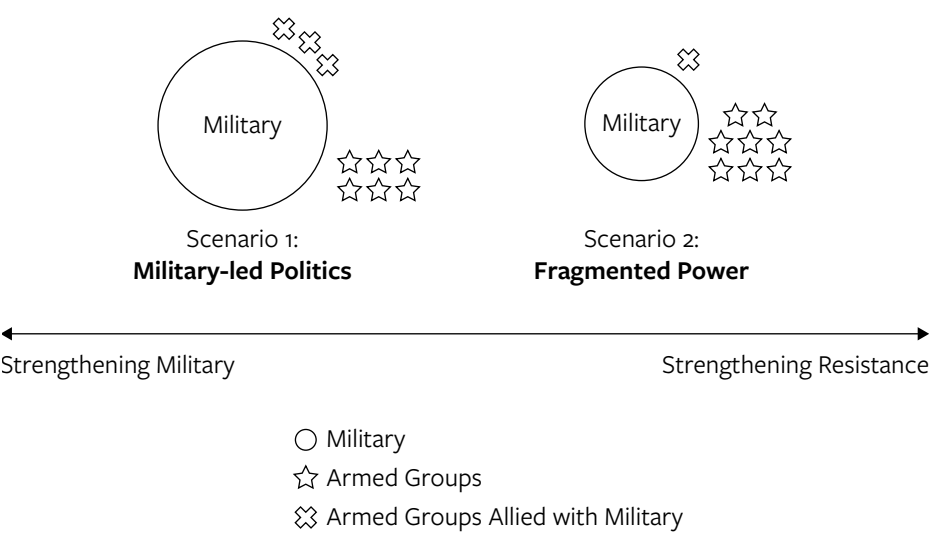 Military
Military
Scenario 1:
Military-led Politics
Scenario 2:
Fragmented Power
Strengthening Military
Strengthening Resistance
Military
Armed Groups
Armed Groups Allied with Military